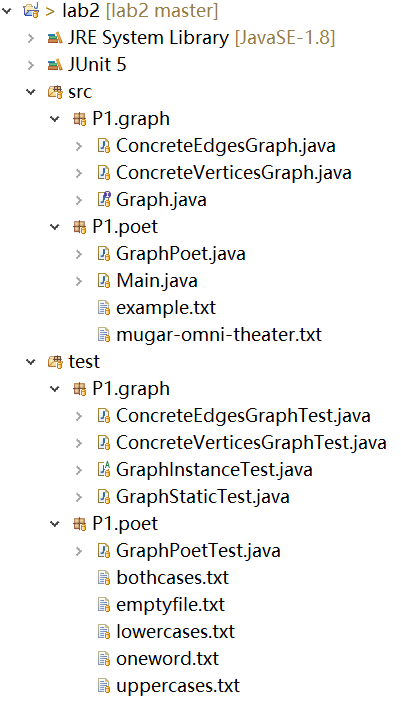 > lab2 [lab2 master]
JRE System Library [JavaSE-1.8]
JUnit 5
src
P1.graph
ConcreteEdgesGraph.java
ConcreteVerticesGraph.java
Graph.java
P1.poet
GraphPoet.java
Main.java
example.txt
mugar-omni-theater.txt
test
P1.graph
ConcreteEdgesGraphTest.java
ConcreteVerticesGraphTest.java
GraphInstanceTest.java
GraphStaticTest.java
P1.poet
GraphPoetTest.java
bothcases.txt
emptyfile.txt
lowercases.txt
oneword.txt
uppercases.txt